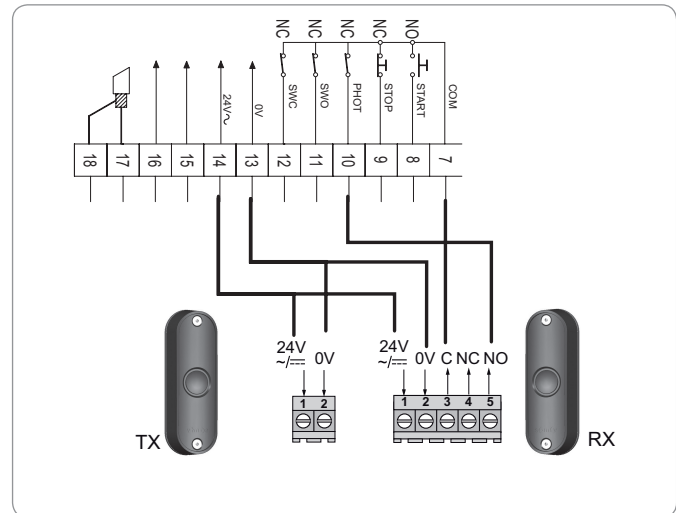 NC NC NC NC NO
SWC SWO PHOT STOP START COM
24V~ 0V
18 17 16 15 14 13 12 11 10 9 8 7
24V 0V
~/⎓
24V 0V C NC NO
~/⎓
1 2
1 2 3 4 5
TX
RX